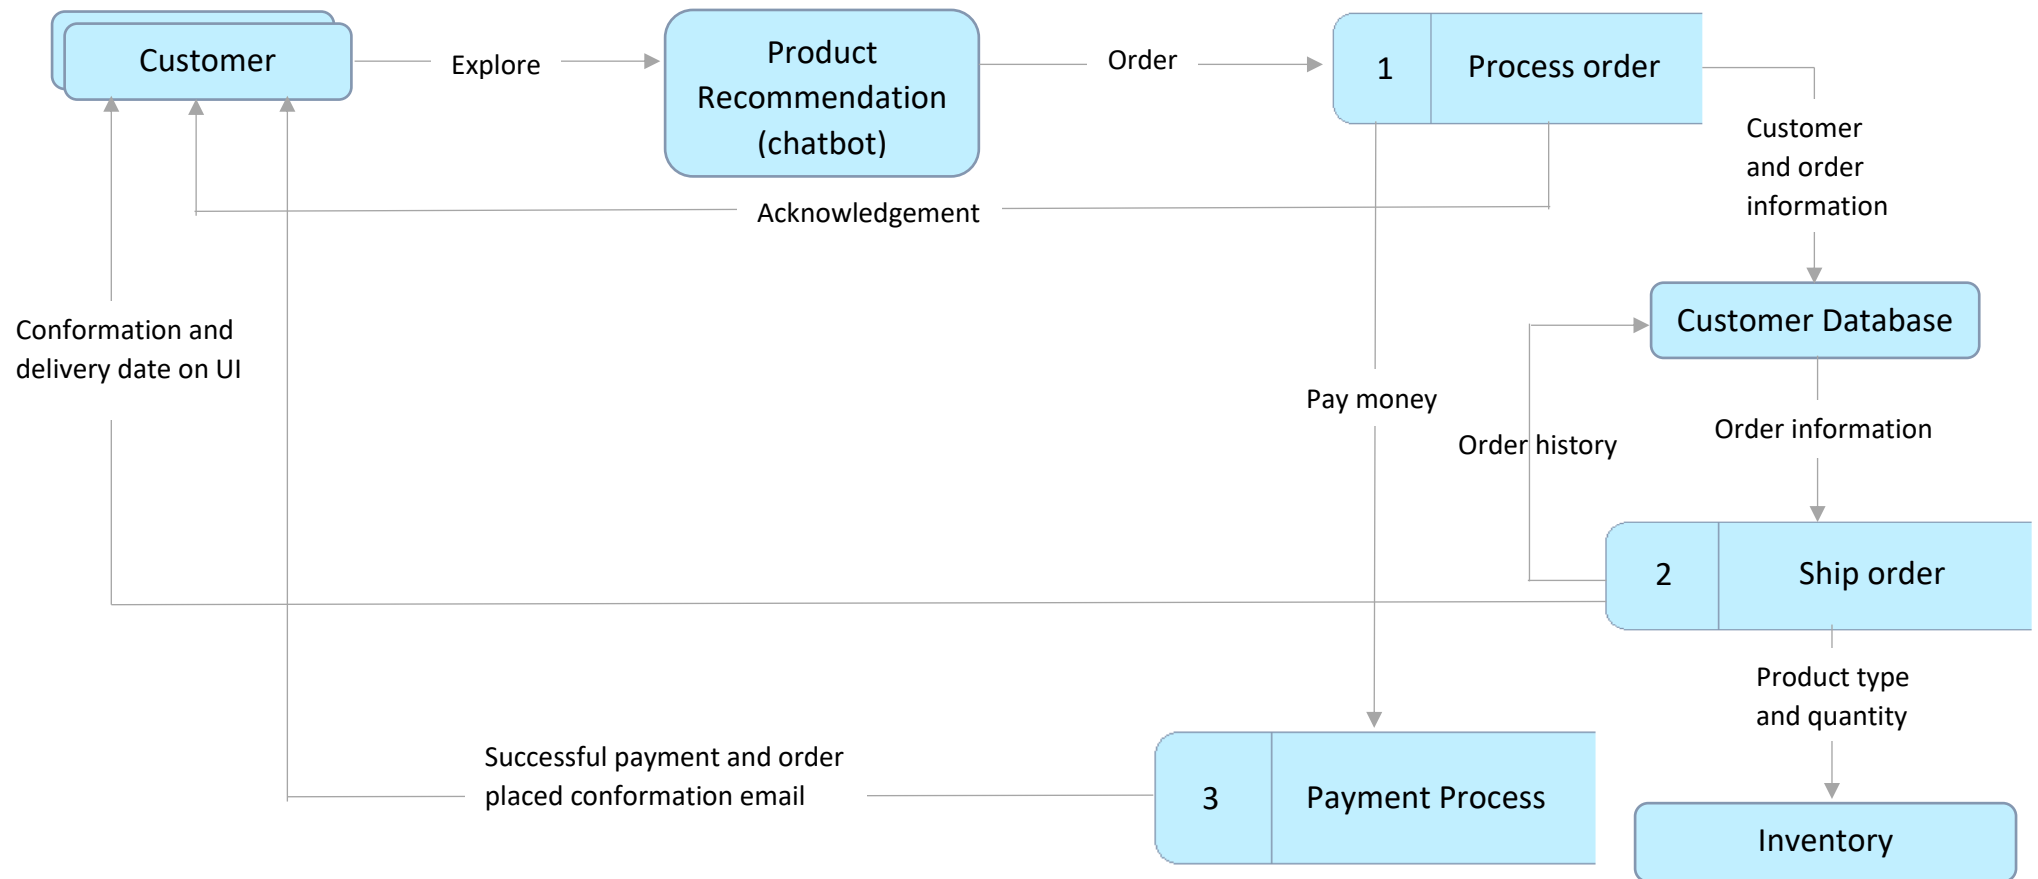 Customer
Explore
Product
Recommendation
(chatbot)
Order
1
Process order
Customer
and order
information
Acknowledgement
Conformation and
delivery date on UI
Customer Database
Pay money
Order history
Order information
2
Ship order
Product type
and quantity
Successful payment and order
placed conformation email
3
Payment Process
Inventory